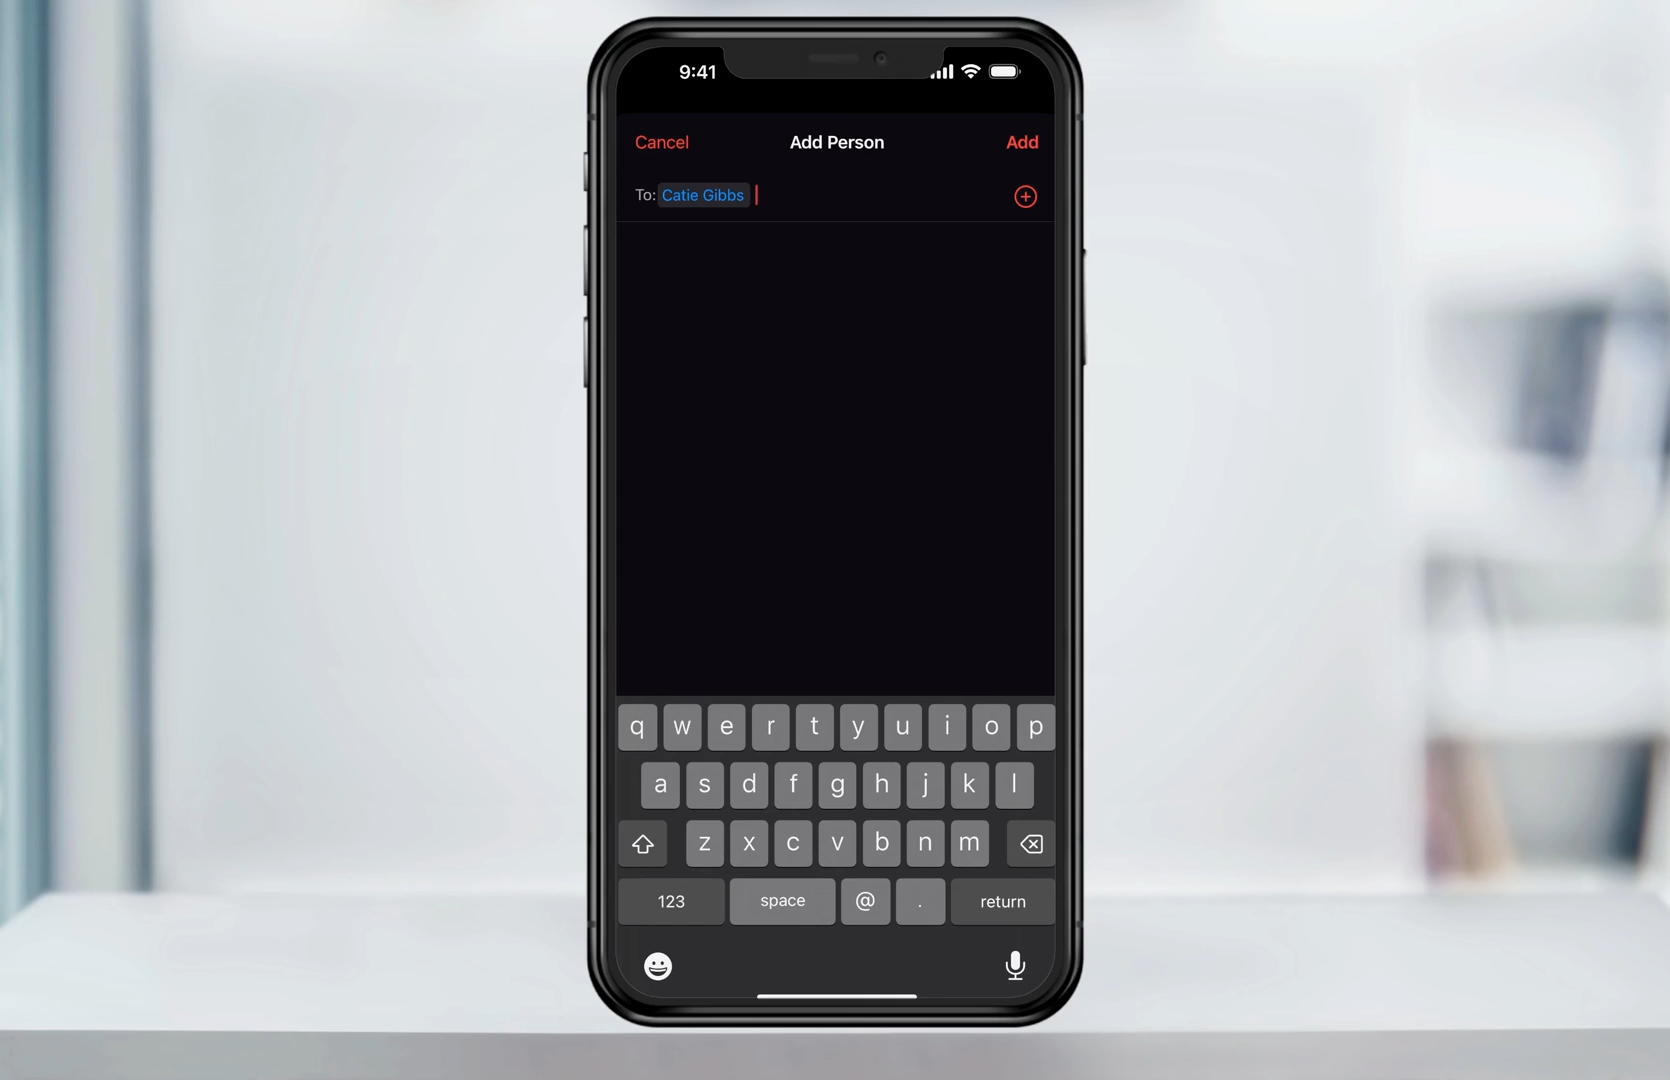 9:41
Cancel Add Person Add
To: Catie Gibbs
q w e r t y u i o p
a s d f g h j k l
z x c v b n m
123 space @ . return